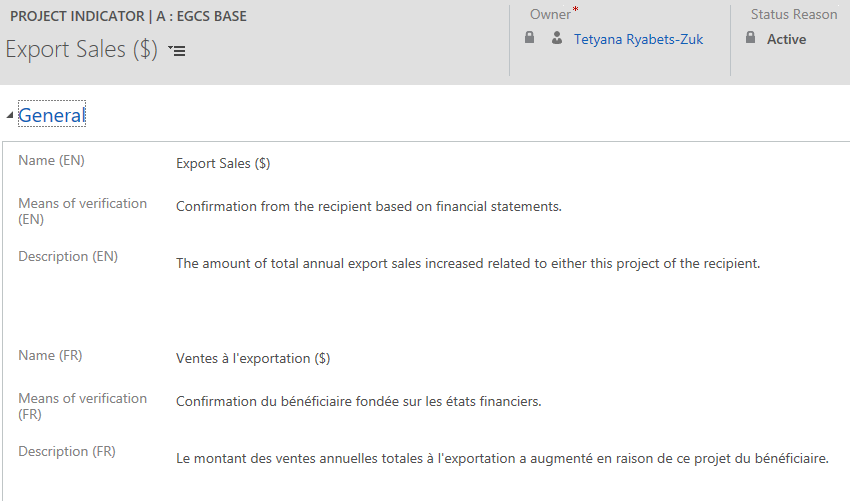 PROJECT INDICATOR | A : EGCS BASE
Export Sales ($)
Owner*
Tetyana Ryabets-Zuk
Status Reason
Active
General
Name (EN)
Export Sales ($)
Means of verification
(EN)
Confirmation from the recipient based on financial statements.
Description (EN)
The amount of total annual export sales increased related to either this project of the recipient.
Name (FR)
Ventes à l'exportation ($)
Means of verification
(FR)
Confirmation du bénéficiaire fondée sur les états financiers.
Description (FR)
Le montant des ventes annuelles totales à l'exportation a augmenté en raison de ce projet du bénéficiaire.